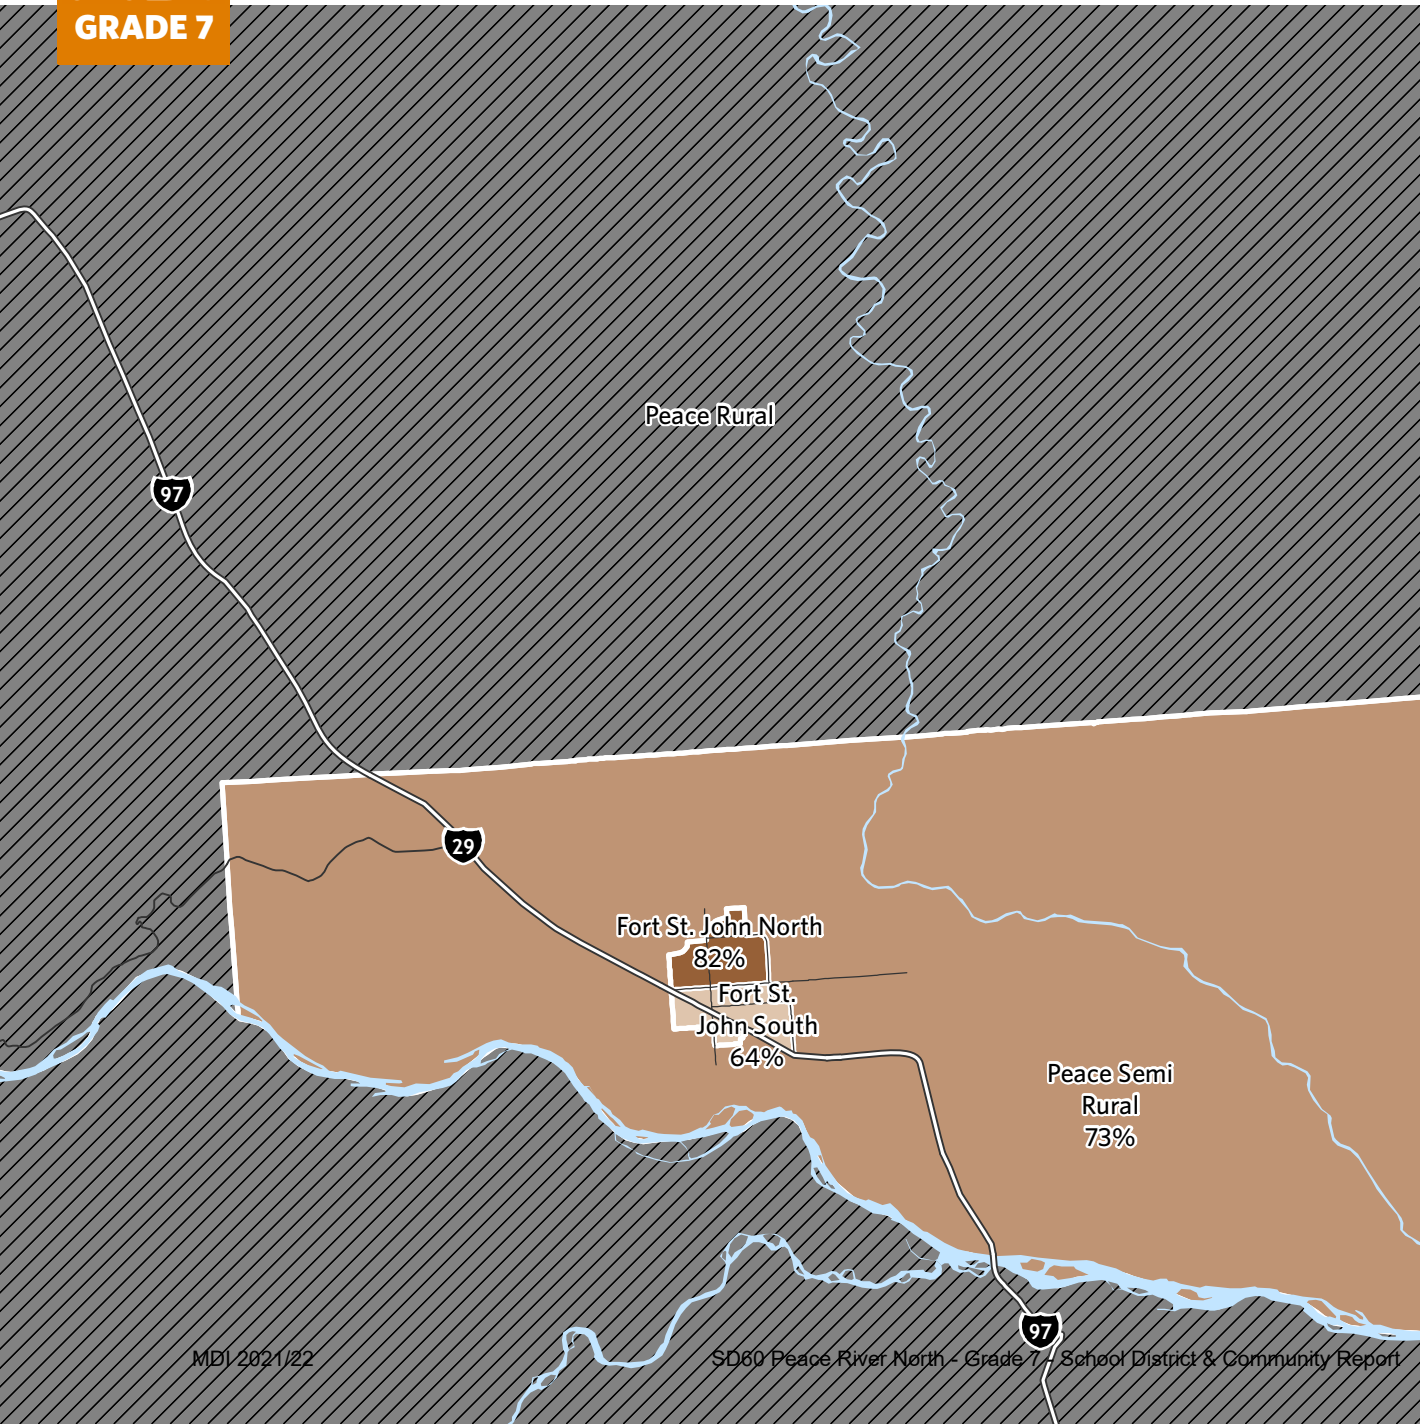 GRADE 7
Peace Rural
97
29
Fort St. John North
82%
Fort St.
John South
64%
Peace Semi
Rural
73%
97
MDI 2021/22
SD60 Peace River North - Grade 7 - School District & Community Report